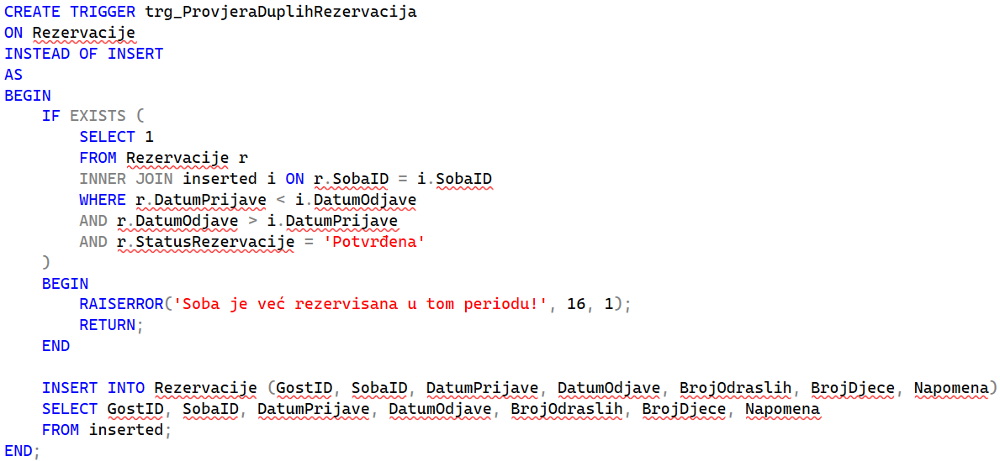 CREATE TRIGGER trg_ProvjeraDuplihRezervacija
ON Rezervacije
INSTEAD OF INSERT
AS
BEGIN
    IF EXISTS (
        SELECT 1
        FROM Rezervacije r
        INNER JOIN inserted i ON r.SobaID = i.SobaID
        WHERE r.DatumPrijave < i.DatumOdjave
        AND r.DatumOdjave > i.DatumPrijave
        AND r.StatusRezervacije = 'Potvrđena'
    )
    BEGIN
        RAISERROR('Soba je već rezervisana u tom periodu!', 16, 1);
        RETURN;
    END

    INSERT INTO Rezervacije (GostID, SobaID, DatumPrijave, DatumOdjave, BrojOdraslih, BrojDjece, Napomena)
    SELECT GostID, SobaID, DatumPrijave, DatumOdjave, BrojOdraslih, BrojDjece, Napomena
    FROM inserted;
END;